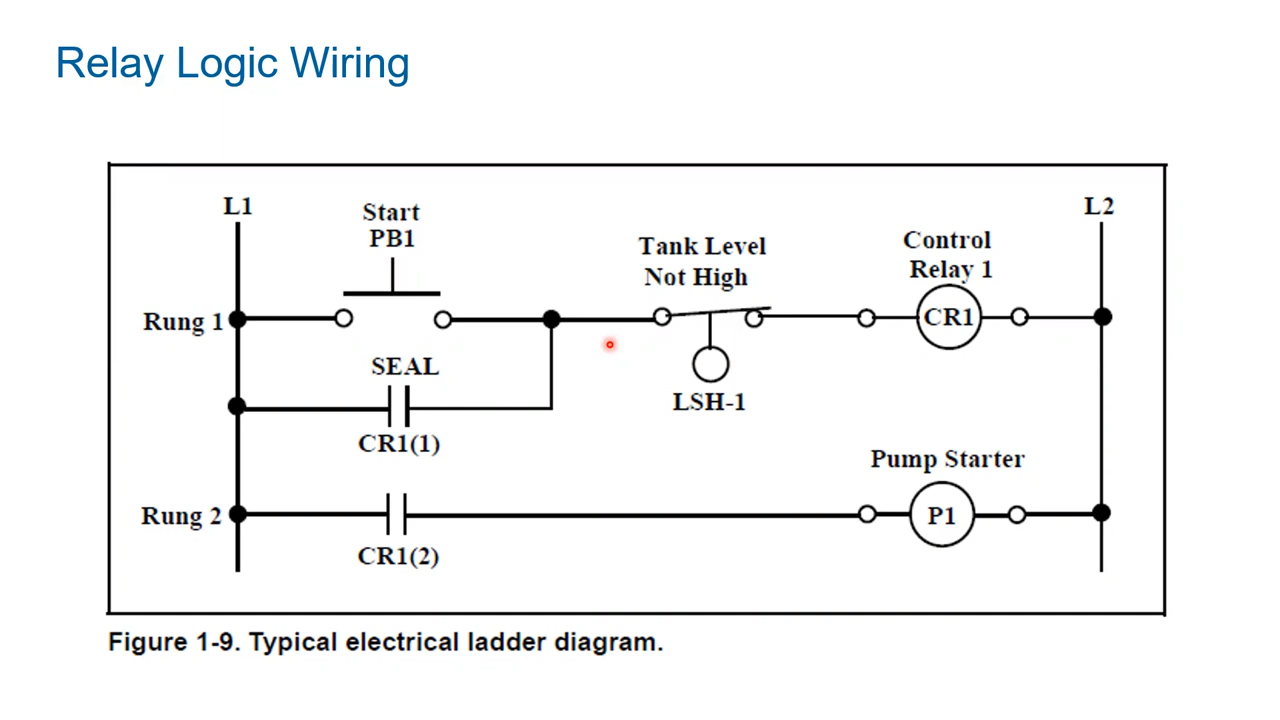 Relay Logic Wiring
L1
Start
PB1
Tank Level
Not High
Control
Relay 1
L2
Rung 1
CR1
SEAL
LSH-1
CR1(1)
Pump Starter
Rung 2
P1
CR1(2)
Figure 1-9. Typical electrical ladder diagram.